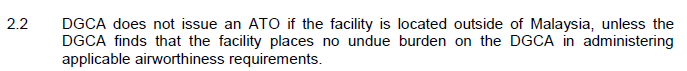 2.2 DGCA does not issue an ATO if the facility is located outside of Malaysia, unless the
DGCA finds that the facility places no undue burden on the DGCA in administering
applicable airworthiness requirements.